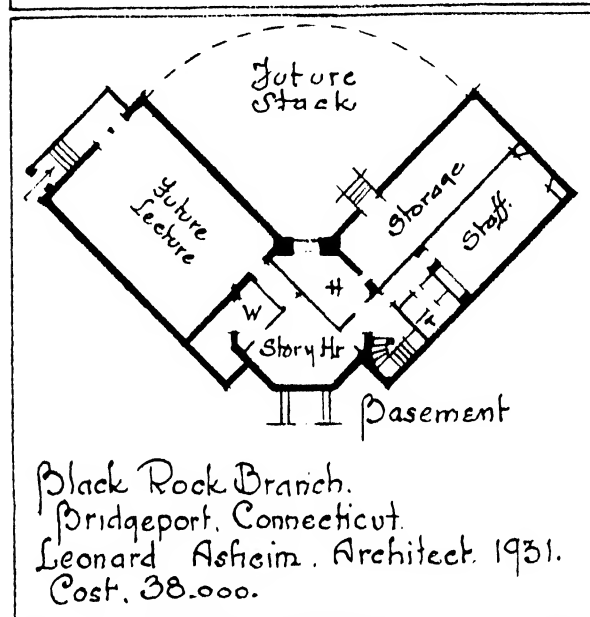 Future
Stack
Future
Lecture
Storage
Staff.
H
W
T
Story Hr
Basement
Black Rock Branch.
Bridgeport. Connecticut.
Leonard Asheim. Architect. 1931.
Cost. 38.000.